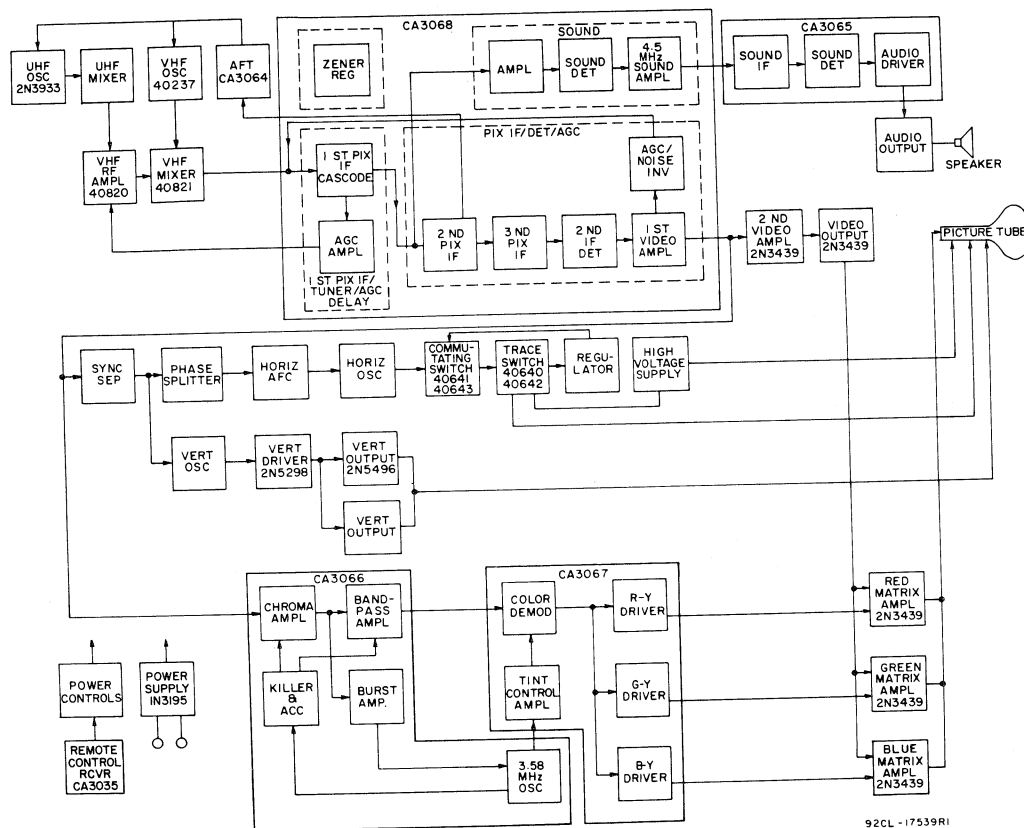 CA3068
SOUND
CA3065
ZENER
REG
AMPL
SOUND
DET
4.5
MHz
SOUND
AMPL
SOUND
IF
SOUND
DET
AUDIO
DRIVER
UHF
OSC
2N3933
UHF
MIXER
VHF
OSC
40237
AFT
CA3064
PIX IF/DET/AGC
AUDIO
OUTPUT
SPEAKER
VHF
RF
AMPL
40820
VHF
MIXER
40821
1 ST PIX
IF
CASCODE
AGC/
NOISE
INV
AGC
AMPL
2 ND
PIX
IF
3 ND
PIX
IF
2 ND
IF
DET
1 ST
VIDEO
AMPL
2 ND
VIDEO
AMPL
2N3439
VIDEO
OUTPUT
2N3439
PICTURE TUBE
1 ST PIX IF/
TUNER/AGC
DELAY
SYNC
SEP
PHASE
SPLITTER
HORIZ
AFC
HORIZ
OSC
COMMU-
TATING
SWITCH
40641
40643
TRACE
SWITCH
40640
40642
REGU-
LATOR
HIGH
VOLTAGE
SUPPLY
VERT
OSC
VERT
DRIVER
2N5298
VERT
OUTPUT
2N5496
VERT
OUTPUT
CA3066
CA3067
CHROMA
AMPL
BAND-
PASS
AMPL
COLOR
DEMOD
R-Y
DRIVER
RED
MATRIX
AMPL
2N3439
POWER
CONTROLS
POWER
SUPPLY
IN3195
KILLER
&
ACC
BURST
AMP.
TINT
CONTROL
AMPL
G-Y
DRIVER
GREEN
MATRIX
AMPL
2N3439
REMOTE
CONTROL
RCVR
CA3035
3.58
MHz
OSC
B-Y
DRIVER
BLUE
MATRIX
AMPL
2N3439
92CL-17539R1